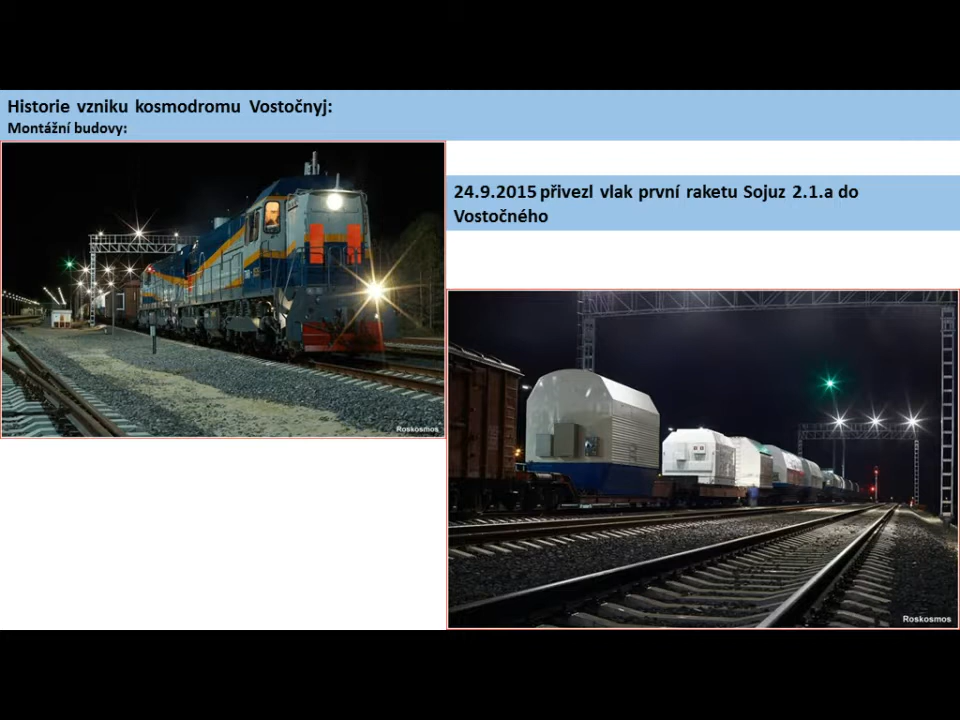 Historie vzniku kosmodromu Vostočnyj:
Montážní budovy:
24.9.2015 přivezl vlak první raketu Sojuz 2.1.a do
Vostočného
Roskosmos
Roskosmos